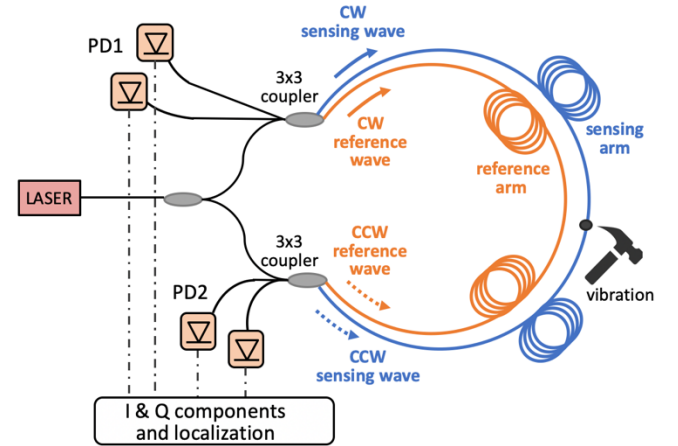 CW
sensing wave
PD1
3x3
coupler
CW
reference
wave
sensing
arm
reference
arm
LASER
3x3
coupler
CCW
reference
wave
PD2
vibration
CCW
sensing wave
I & Q components
and localization